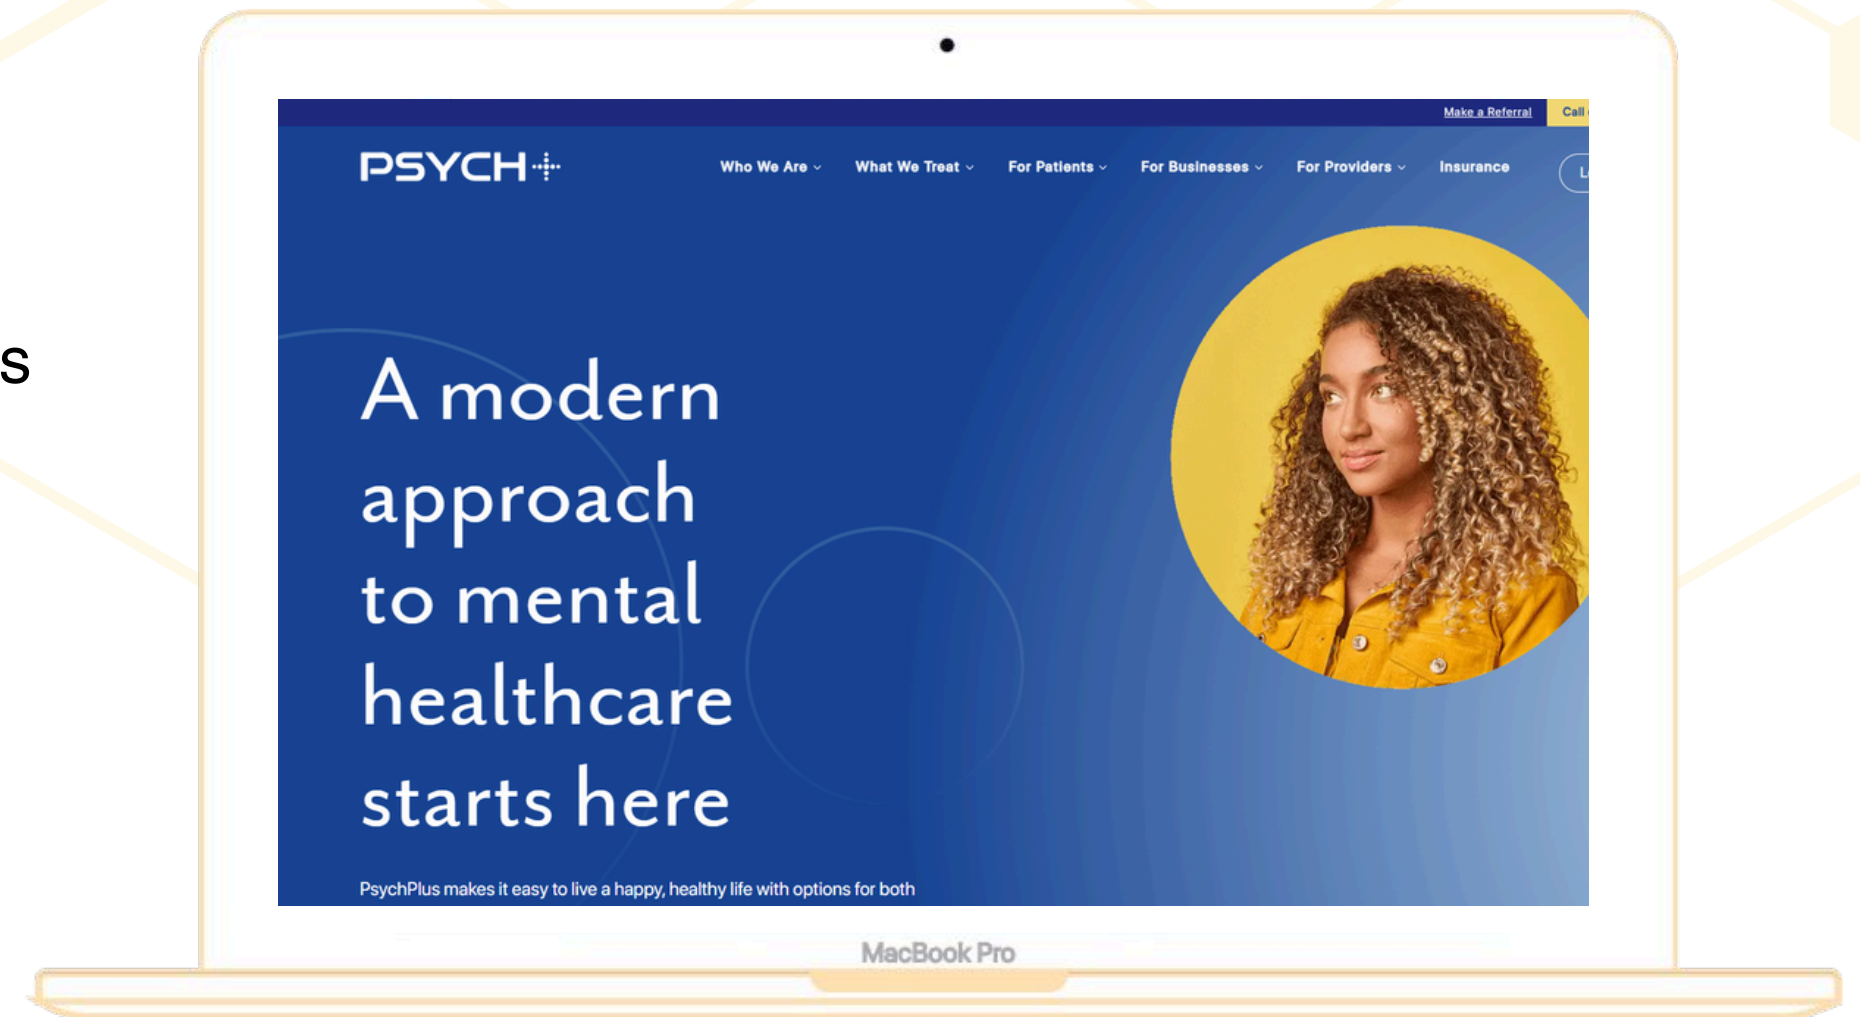 Make a Referral Call
PSYCH
Who We Are What We Treat For Patients For Businesses For Providers Insurance
s
A modern
approach
to mental
healthcare
starts here
PsychPlus makes it easy to live a happy, healthy life with options for both
MacBook Pro